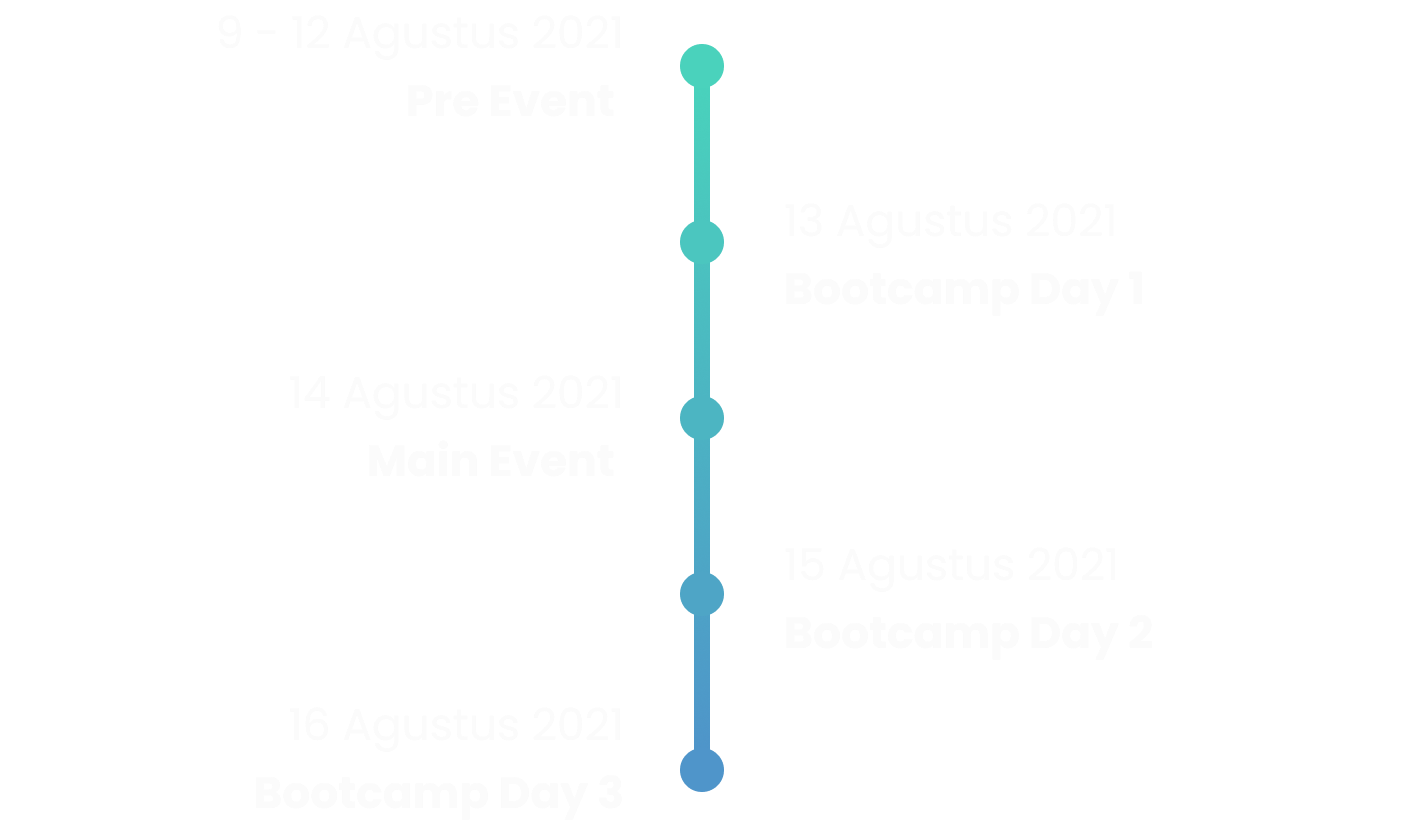 9 - 12 Agustus 2021
Pre Event
13 Agustus 2021
Bootcamp Day 1
14 Agustus 2021
Main Event
15 Agustus 2021
Bootcamp Day 2
16 Agustus 2021
Bootcamp Day 3